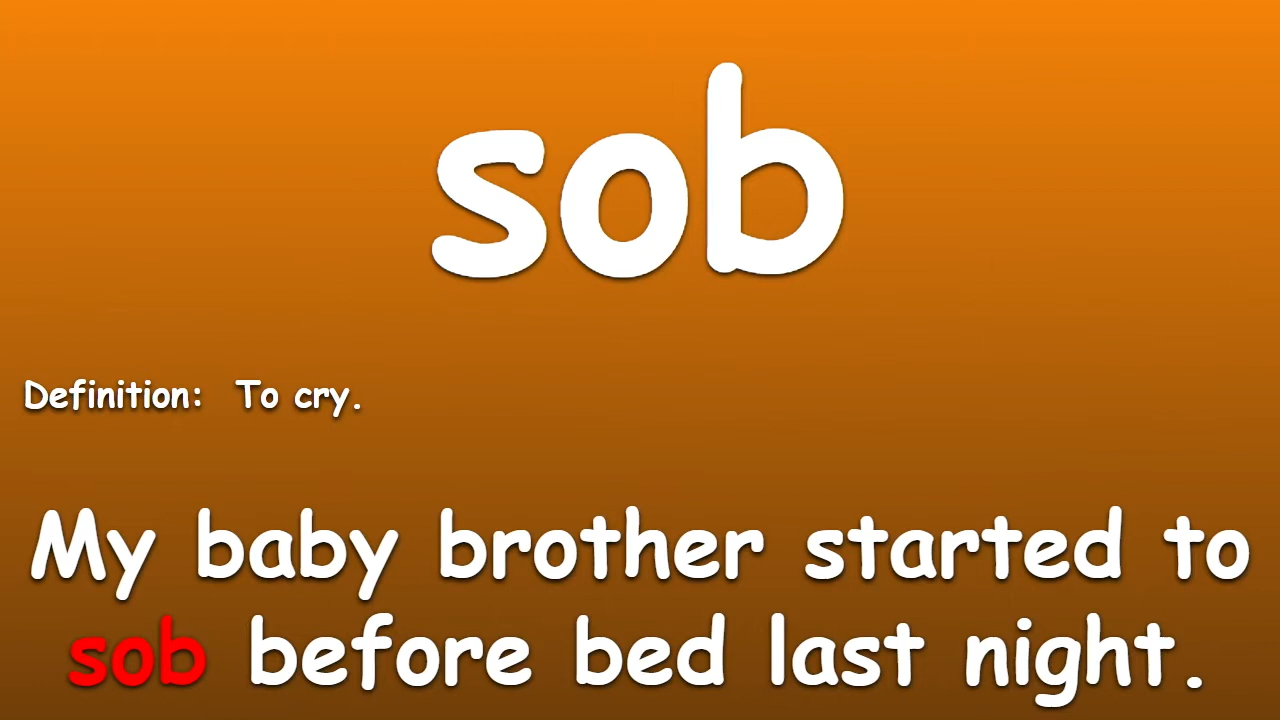 sob
Definition:  To cry.
My baby brother started to
sob before bed last night.